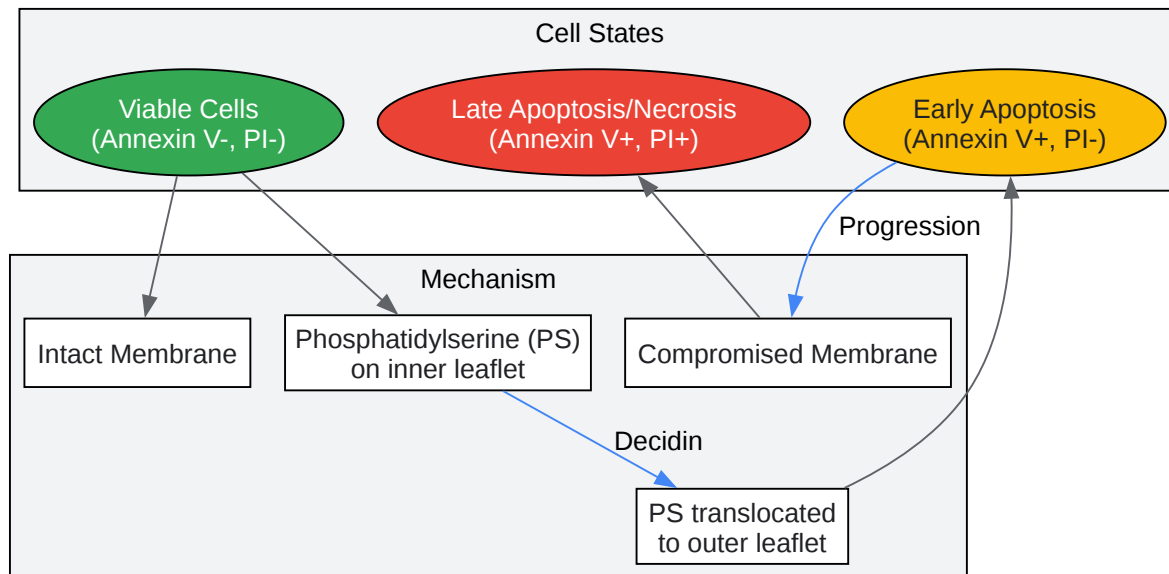 Cell States
Viable Cells
(Annexin V-, PI-)
Late Apoptosis/Necrosis
(Annexin V+, PI+)
Early Apoptosis
(Annexin V+, PI-)
Progression
Mechanism
Intact Membrane
Phosphatidylserine (PS)
on inner leaflet
Compromised Membrane
Decidin
PS translocated
to outer leaflet